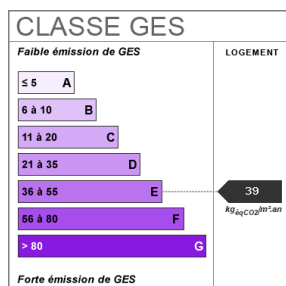 CLASSE GES
Faible émission de GES
LOGEMENT
≤ 5 A
6 à 10 B
11 à 20 C
21 à 35 D
36 à 55 E
39
kgéqCO2/m².an
56 à 80 F
> 80 G
Forte émission de GES